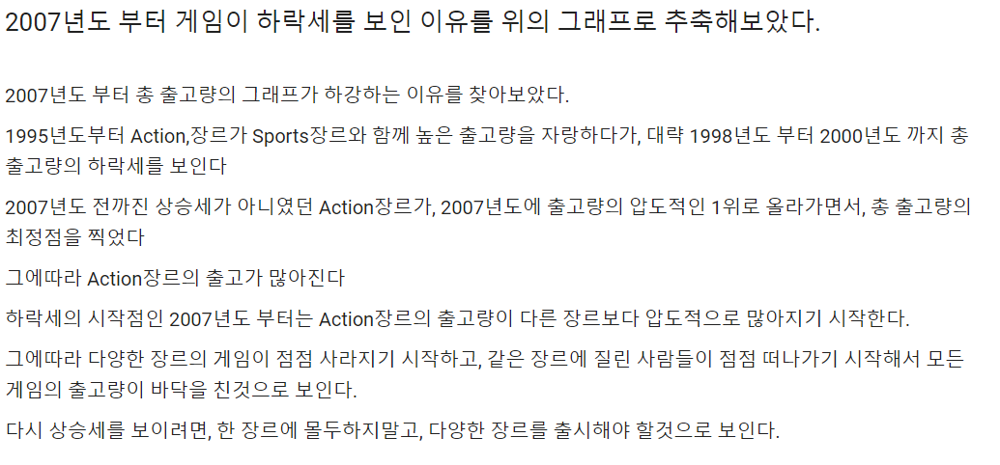 2007년도 부터 게임이 하락세를 보인 이유를 위의 그래프로 추축해보았다.
2007년도 부터 총 출고량의 그래프가 하강하는 이유를 찾아보았다.
1995년도부터 Action,장르가 Sports장르와 함께 높은 출고량을 자랑하다가, 대략 1998년도 부터 2000년도 까지 총
출고량의 하락세를 보인다
2007년도 전까진 상승세가 아니였던 Action장르가, 2007년도에 출고량의 압도적인 1위로 올라가면서, 총 출고량의
최정점을 찍었다
그에따라 Action장르의 출고가 많아진다
하락세의 시작점인 2007년도 부터는 Action장르의 출고량이 다른 장르보다 압도적으로 많아지기 시작한다.
그에따라 다양한 장르의 게임이 점점 사라지기 시작하고, 같은 장르에 질린 사람들이 점점 떠나가기 시작해서 모든
게임의 출고량이 바닥을 친것으로 보인다.
다시 상승세를 보이려면, 한 장르에 몰두하지말고, 다양한 장르를 출시해야 할것으로 보인다.